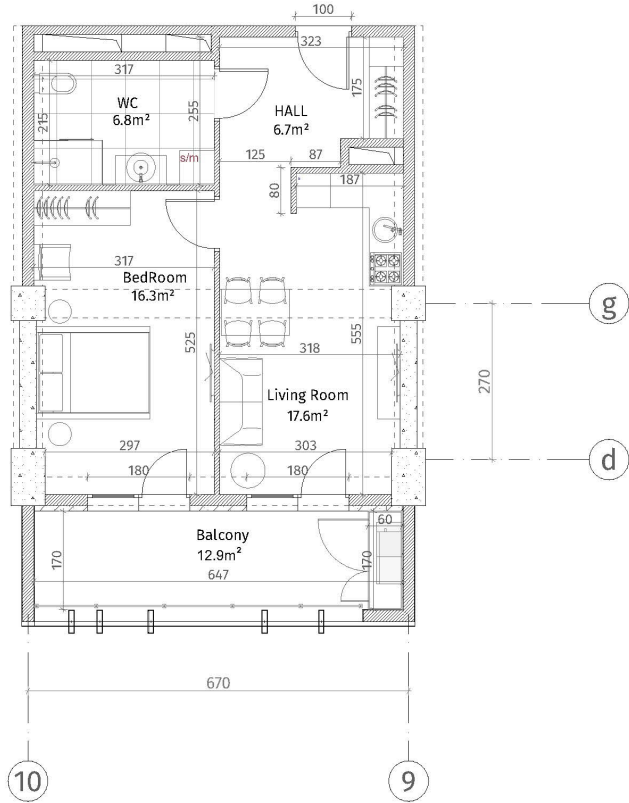 100
323
317
175
WC
6.8m²
255
HALL
6.7m²
215
s/m
125
87
187
80
317
BedRoom
16.3m²
g
525
555
318
270
Living Room
17.6m²
297
303
d
180
180
60
Balcony
12.9m²
170
170
647
670
10
9